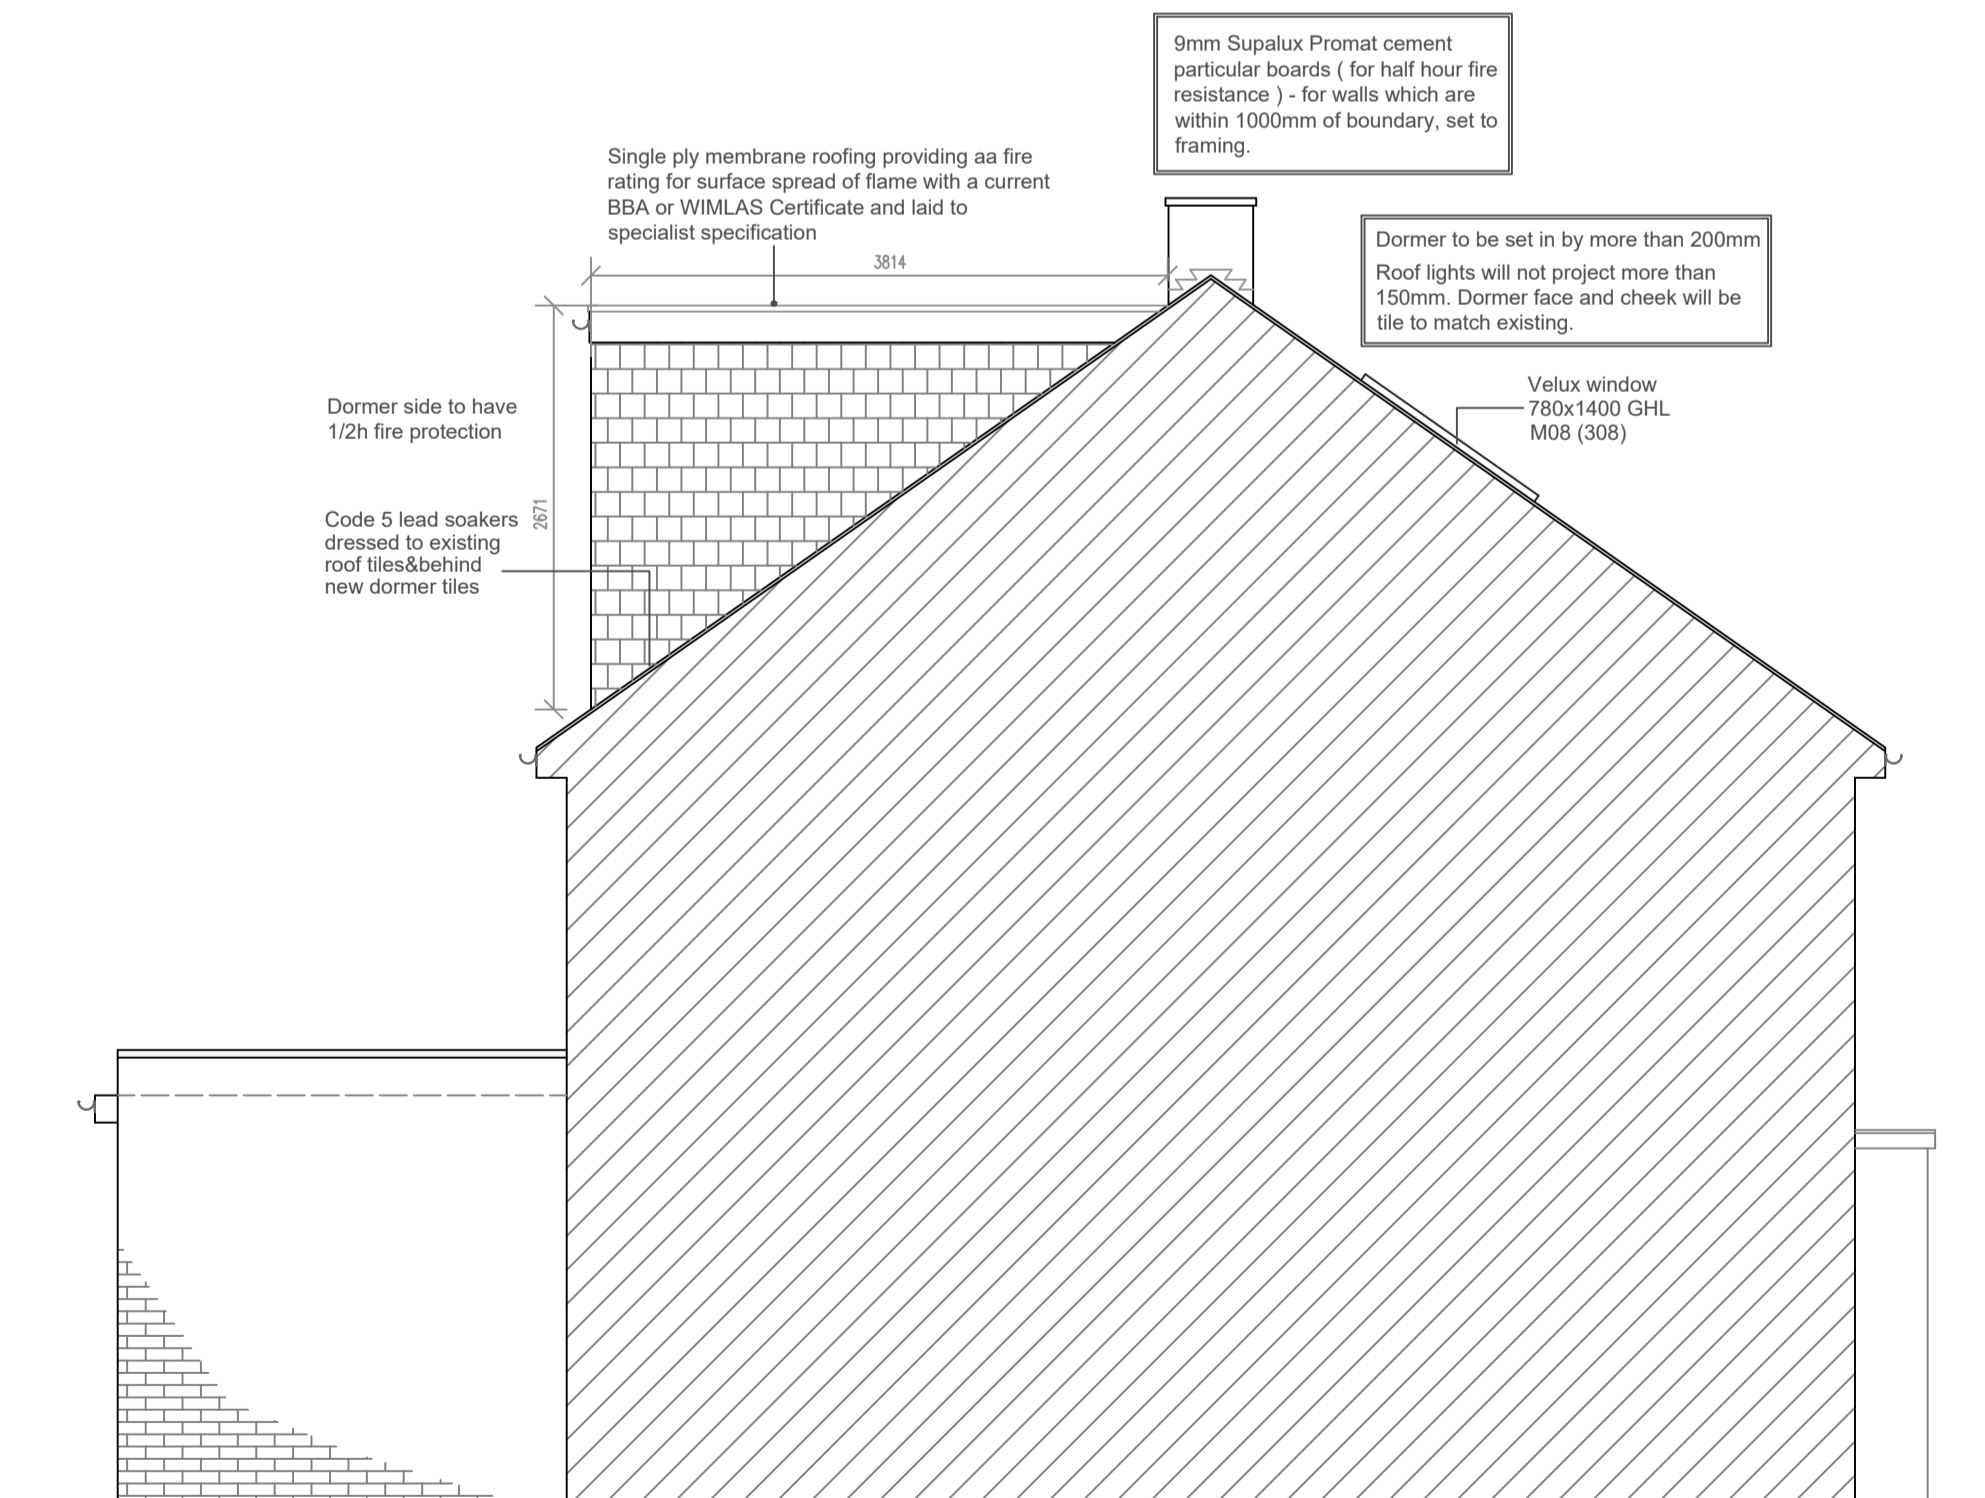 9mm Supalux Promat cement
particular boards ( for half hour fire
resistance ) - for walls which are
within 1000mm of boundary, set to
framing.
Single ply membrane roofing providing aa fire
rating for surface spread of flame with a current
BBA or WIMLAS Certificate and laid to
specialist specification
3814
Dormer to be set in by more than 200mm
Roof lights will not project more than
150mm. Dormer face and cheek will be
tile to match existing.
Velux window
780x1400 GHL
M08 (308)
Dormer side to have
1/2h fire protection
2671
Code 5 lead soakers
dressed to existing
roof tiles&behind
new dormer tiles